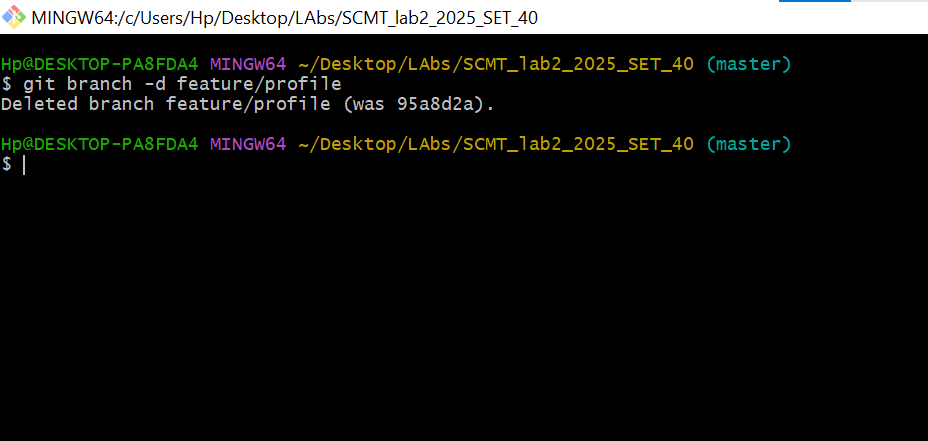 MINGW64:/c/Users/Hp/Desktop/LAbs/SCMT_lab2_2025_SET_40
Hp@DESKTOP-PA8FDA4 MINGW64 ~/Desktop/LAbs/SCMT_lab2_2025_SET_40 (master)
$ git branch -d feature/profile
Deleted branch feature/profile (was 95a8d2a).
Hp@DESKTOP-PA8FDA4 MINGW64 ~/Desktop/LAbs/SCMT_lab2_2025_SET_40 (master)
$